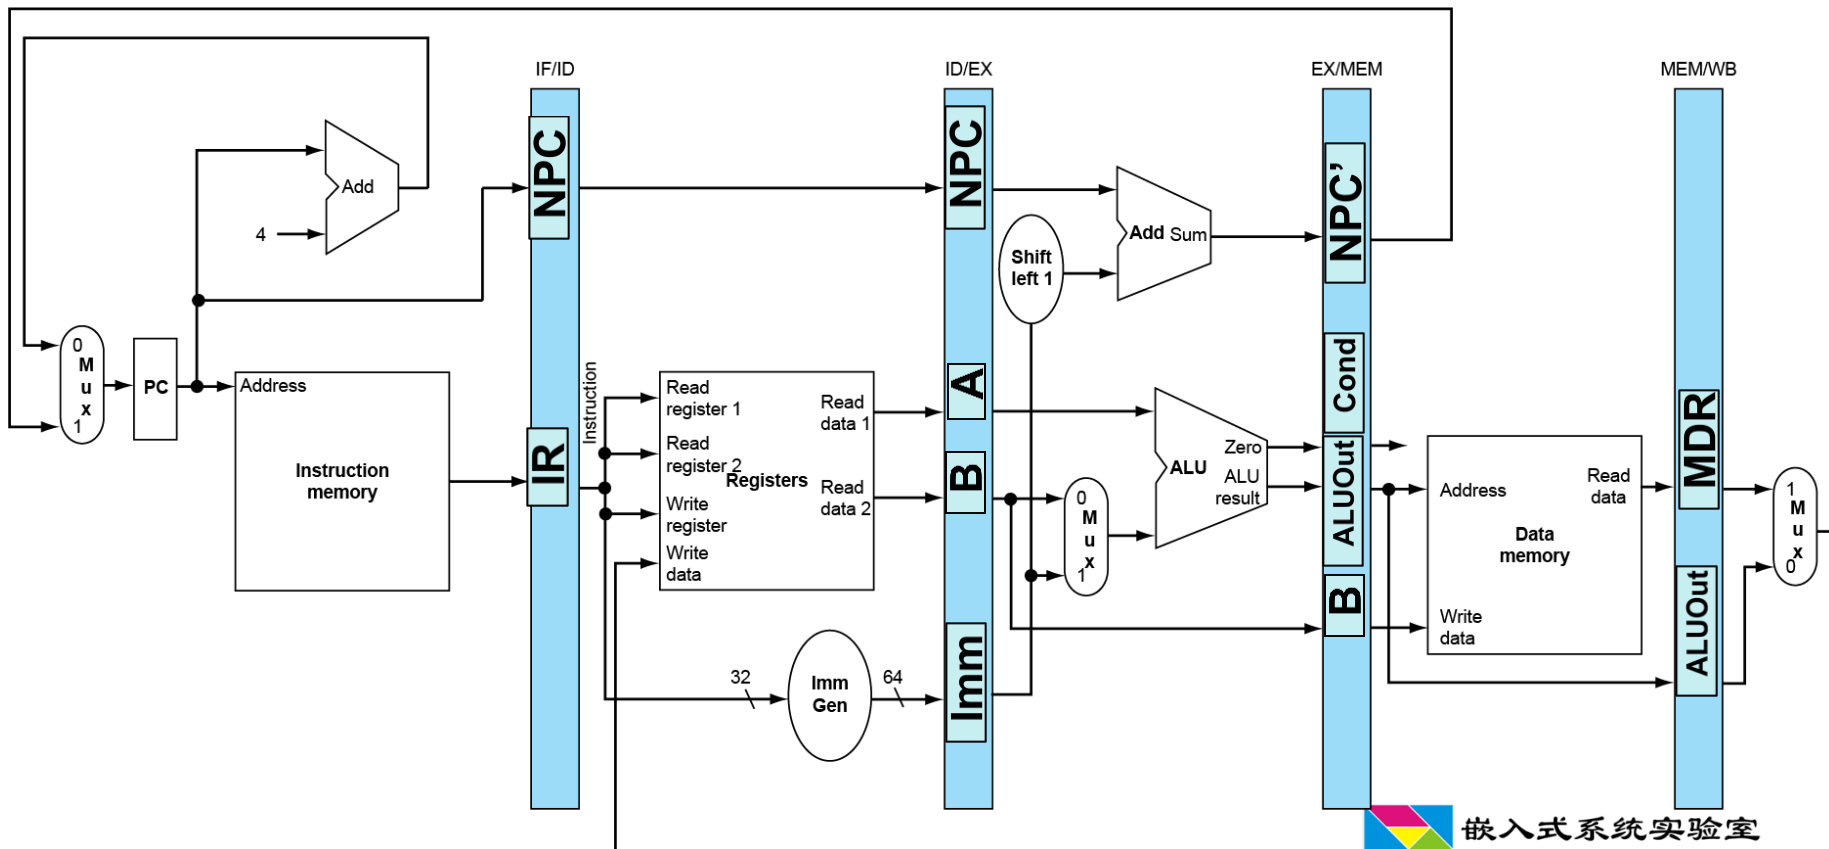 IF/ID
ID/EX
EX/MEM
MEM/WB
Add
4
NPC
NPC
Shift
left 1
Add Sum
NPC’
0
M
u
x
1
PC
Address
Instruction
memory
IR
Instruction
Read
register 1
Read
register 2
Write
register
Write
data
Registers
Read
data 1
Read
data 2
32
Imm
Gen
64
A
B
Imm
0
M
u
x
1
ALU
Zero
ALU
result
Cond
ALUOut
B
Address
Write
data
Data
memory
Read
data
MDR
ALUOut
1
M
u
x
0
嵌入式系统实验室